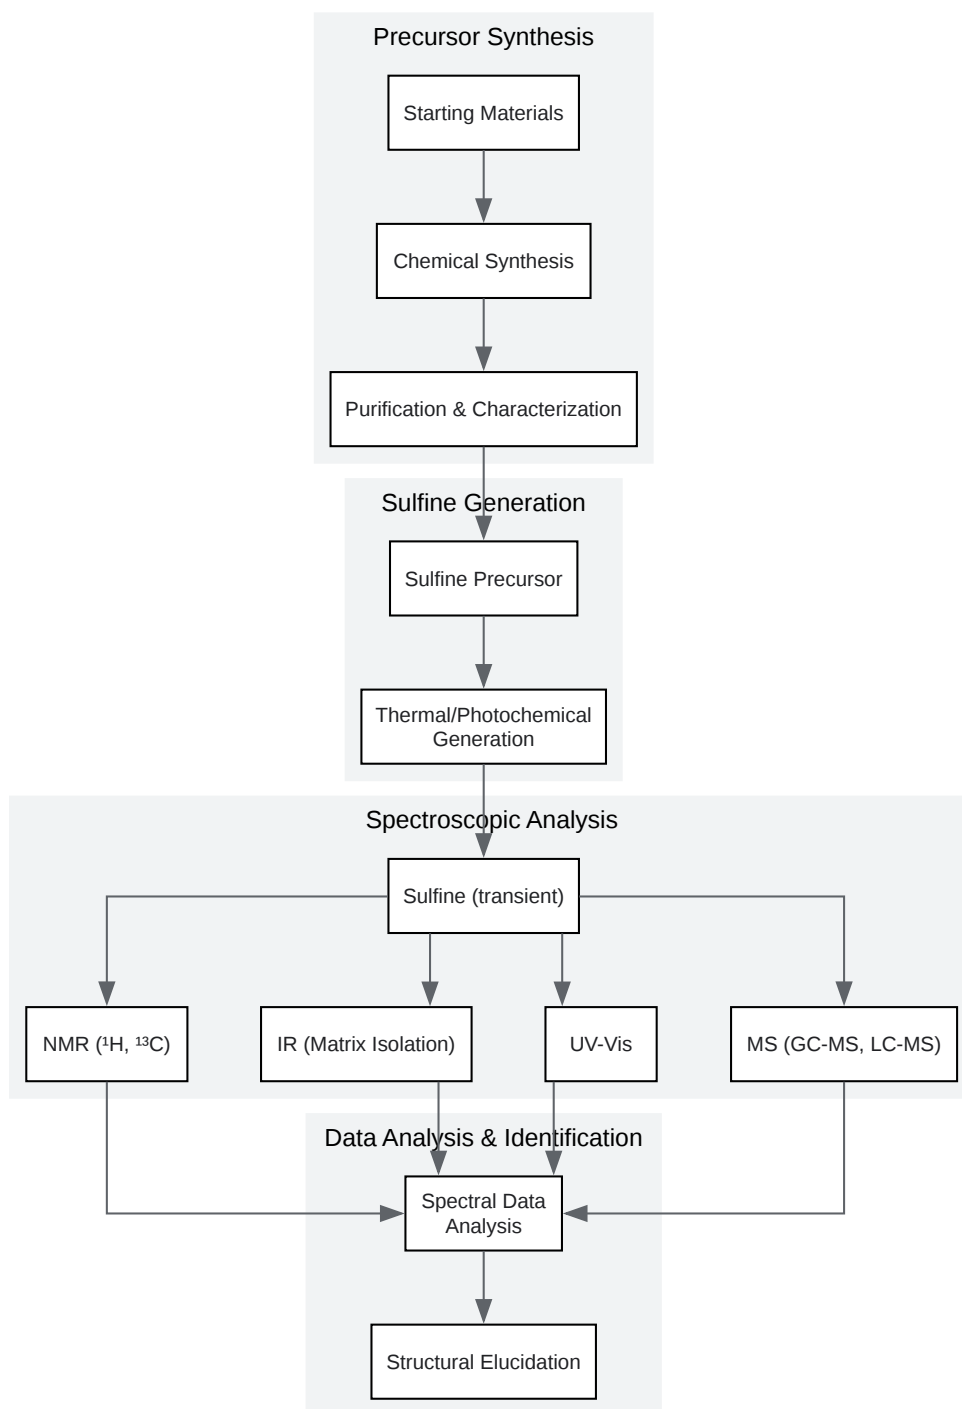 Precursor Synthesis
Starting Materials
Chemical Synthesis
Purification & Characterization
Sulfine Generation
Sulfine Precursor
Thermal/Photochemical
Generation
Spectroscopic Analysis
Sulfine (transient)
NMR (¹H, ¹³C)
IR (Matrix Isolation)
UV-Vis
MS (GC-MS, LC-MS)
Data Analysis & Identification
Spectral Data
Analysis
Structural Elucidation